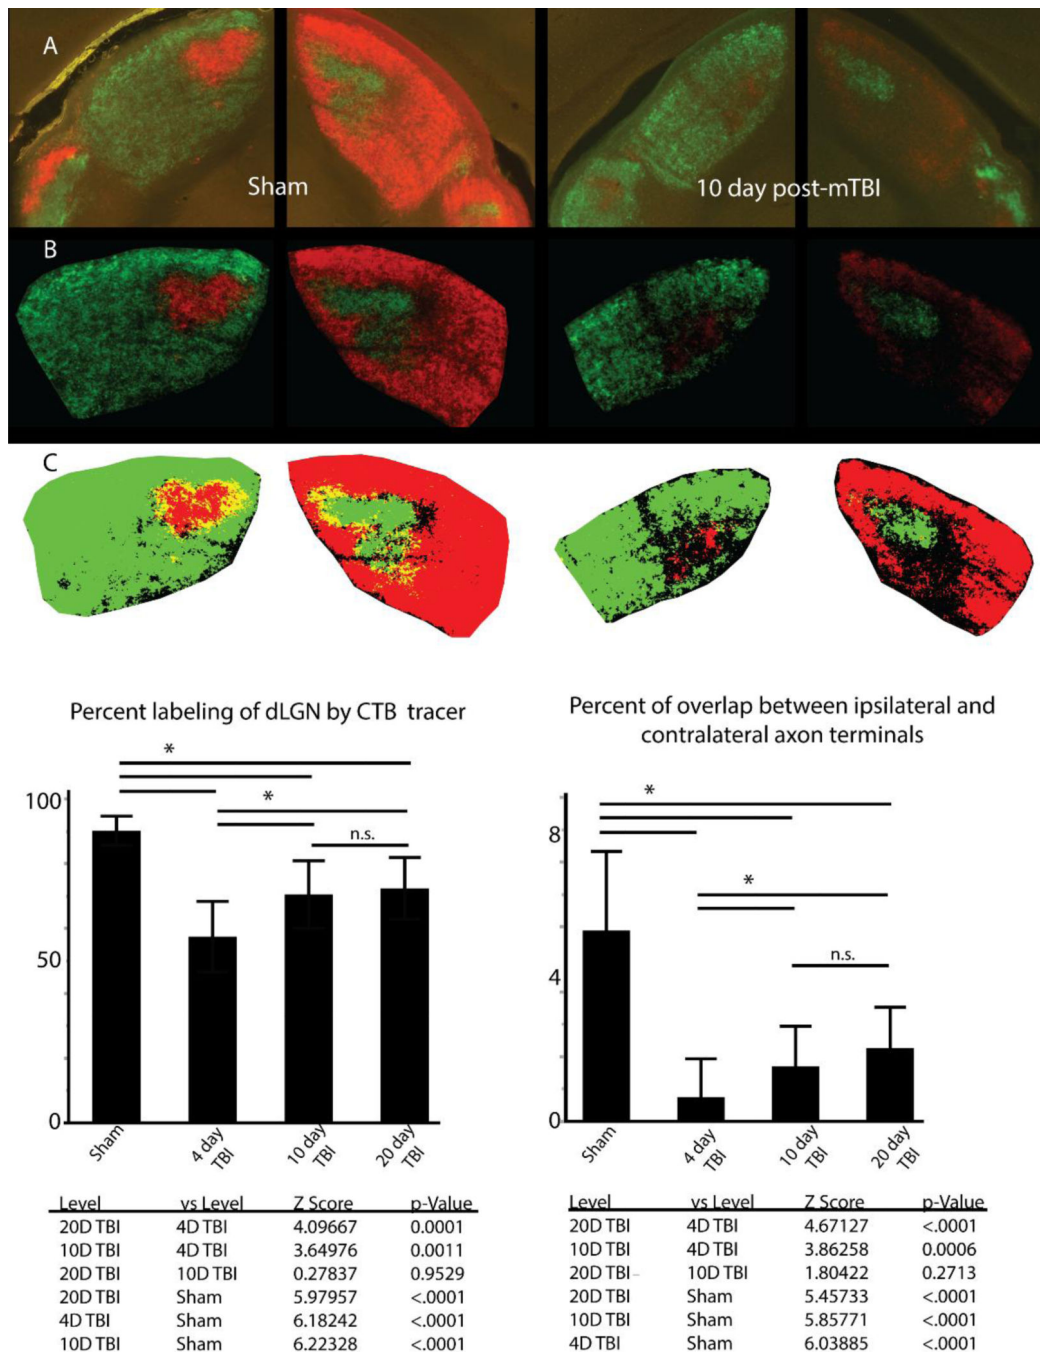 A
Sham
10 day post-mTBI
B
C
Percent labeling of dLGN by CTB tracer
*
*
n.s.
100
50
0
Sham
4 day TBI
10 day TBI
20 day TBI
Level vs Level Z Score p-Value
20D TBI 4D TBI 4.09667 0.0001
10D TBI 4D TBI 3.64976 0.0011
20D TBI 10D TBI 0.27837 0.9529
20D TBI Sham 5.97957 <.0001
4D TBI Sham 6.18242 <.0001
10D TBI Sham 6.22328 <.0001
Percent of overlap between ipsilateral and
contralateral axon terminals
*
*
n.s.
8
4
0
Sham
4 day TBI
10 day TBI
20 day TBI
Level vs Level Z Score p-Value
20D TBI 4D TBI 4.67127 <.0001
10D TBI 4D TBI 3.86258 0.0006
20D TBI- 10D TBI 1.80422 0.2713
20D TBI Sham 5.45733 <.0001
10D TBI Sham 5.85771 <.0001
4D TBI Sham 6.03885 <.0001